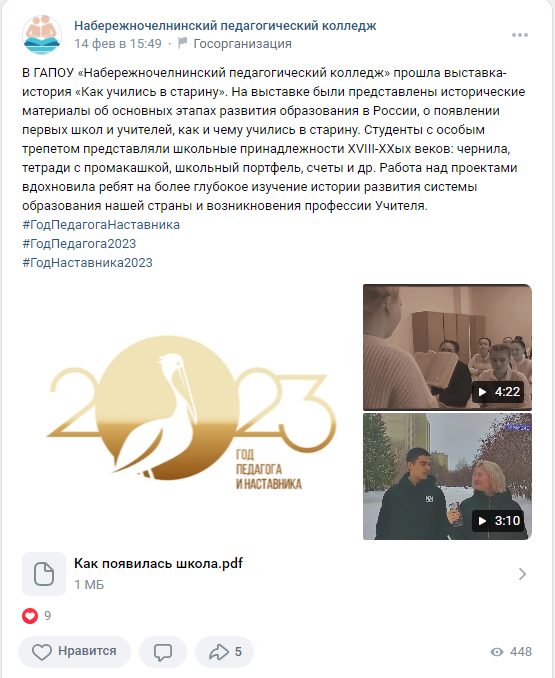 Набережночелнинский педагогический колледж
14 фев в 15:49 · Госорганизация
В ГАПОУ «Набережночелнинский педагогический колледж» прошла выставка-
история «Как учились в старину». На выставке были представлены исторические
материалы об основных этапах развития образования в России, о появлении
первых школ и учителей, как и чему учились в старину. Студенты с особым
трепетом представляли школьные принадлежности XVIII-XXых веков: чернила,
тетради с промакашкой, школьный портфель, счеты и др. Работа над проектами
вдохновила ребят на более глубокое изучение истории развития системы
образования нашей страны и возникновения профессии Учителя.
#ГодПедагогаНаставника
#ГодПедагога2023
#ГодНаставника2023
2023
ГОД
ПЕДАГОГА
И НАСТАВНИКА
4:22
3:10
Как появилась школа.pdf
1 МБ
9
Нравится
5
448